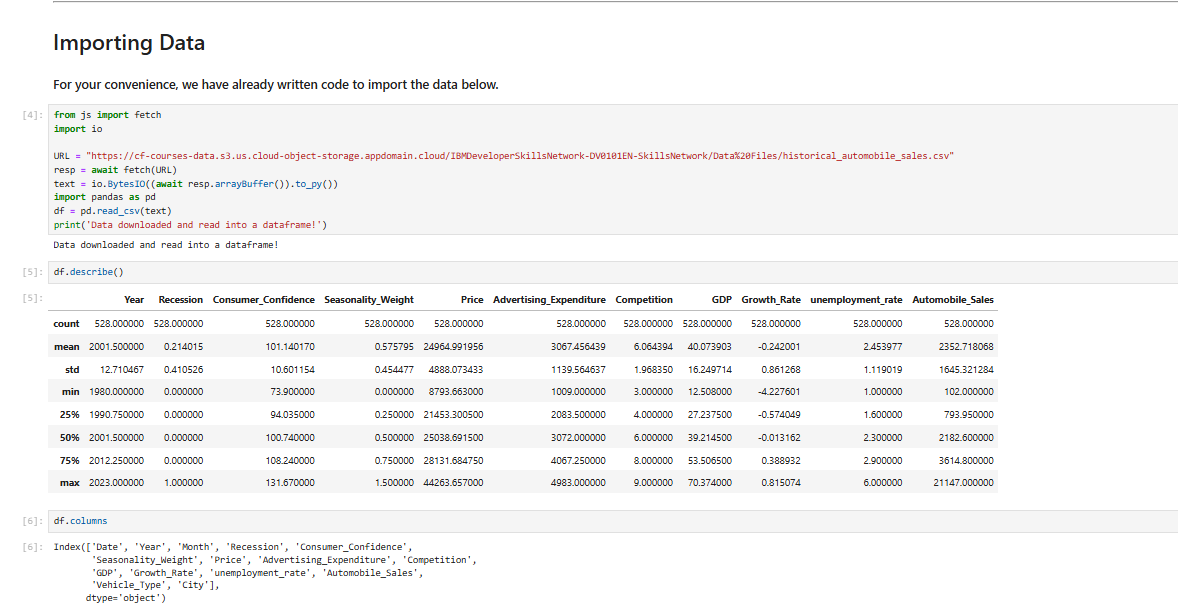 Importing Data
For your convenience, we have already written code to import the data below.
[4]: from js import fetch
import io
URL = "https://cf-courses-data.s3.us.cloud-object-storage.appdomain.cloud/IBMDeveloperSkillsNetwork-DV0101EN-SkillsNetwork/Data%20Files/historical_automobile_sales.csv"
resp = await fetch(URL)
text = io.BytesIO((await resp.arrayBuffer()).to_py())
import pandas as pd
df = pd.read_csv(text)
print('Data downloaded and read into a dataframe!')
Data downloaded and read into a dataframe!
[5]: df.describe()
[5]: Year Recession Consumer_Confidence Seasonality_Weight Price Advertising_Expenditure Competition GDP Growth_Rate unemployment_rate Automobile_Sales
count 528.000000 528.000000 528.000000 528.000000 528.000000 528.000000 528.000000 528.000000 528.000000 528.000000 528.000000
mean 2001.500000 0.214015 101.140170 0.575795 24964.991956 3067.456439 6.064394 40.073903 -0.242001 2.453977 2352.718068
std 12.710467 0.410526 10.601154 0.454477 4888.073433 1139.564637 1.968350 16.249714 0.861268 1.119019 1645.321284
min 1980.000000 0.000000 73.900000 0.000000 8793.663000 1009.000000 3.000000 12.508000 -4.227601 1.000000 102.000000
25% 1990.750000 0.000000 94.035000 0.250000 21453.300500 2083.500000 4.000000 27.237500 -0.574049 1.600000 793.950000
50% 2001.500000 0.000000 100.740000 0.500000 25038.691500 3072.000000 6.000000 39.214500 -0.013162 2.300000 2182.600000
75% 2012.250000 0.000000 108.240000 0.750000 28131.684750 4067.250000 8.000000 53.506500 0.388932 2.900000 3614.800000
max 2023.000000 1.000000 131.670000 1.500000 44263.657000 4983.000000 9.000000 70.374000 0.815074 6.000000 21147.000000
[6]: df.columns
[6]: Index(['Date', 'Year', 'Month', 'Recession', 'Consumer_Confidence',
'Seasonality_Weight', 'Price', 'Advertising_Expenditure', 'Competition',
'GDP', 'Growth_Rate', 'unemployment_rate', 'Automobile_Sales',
'Vehicle_Type', 'City'],
dtype='object')